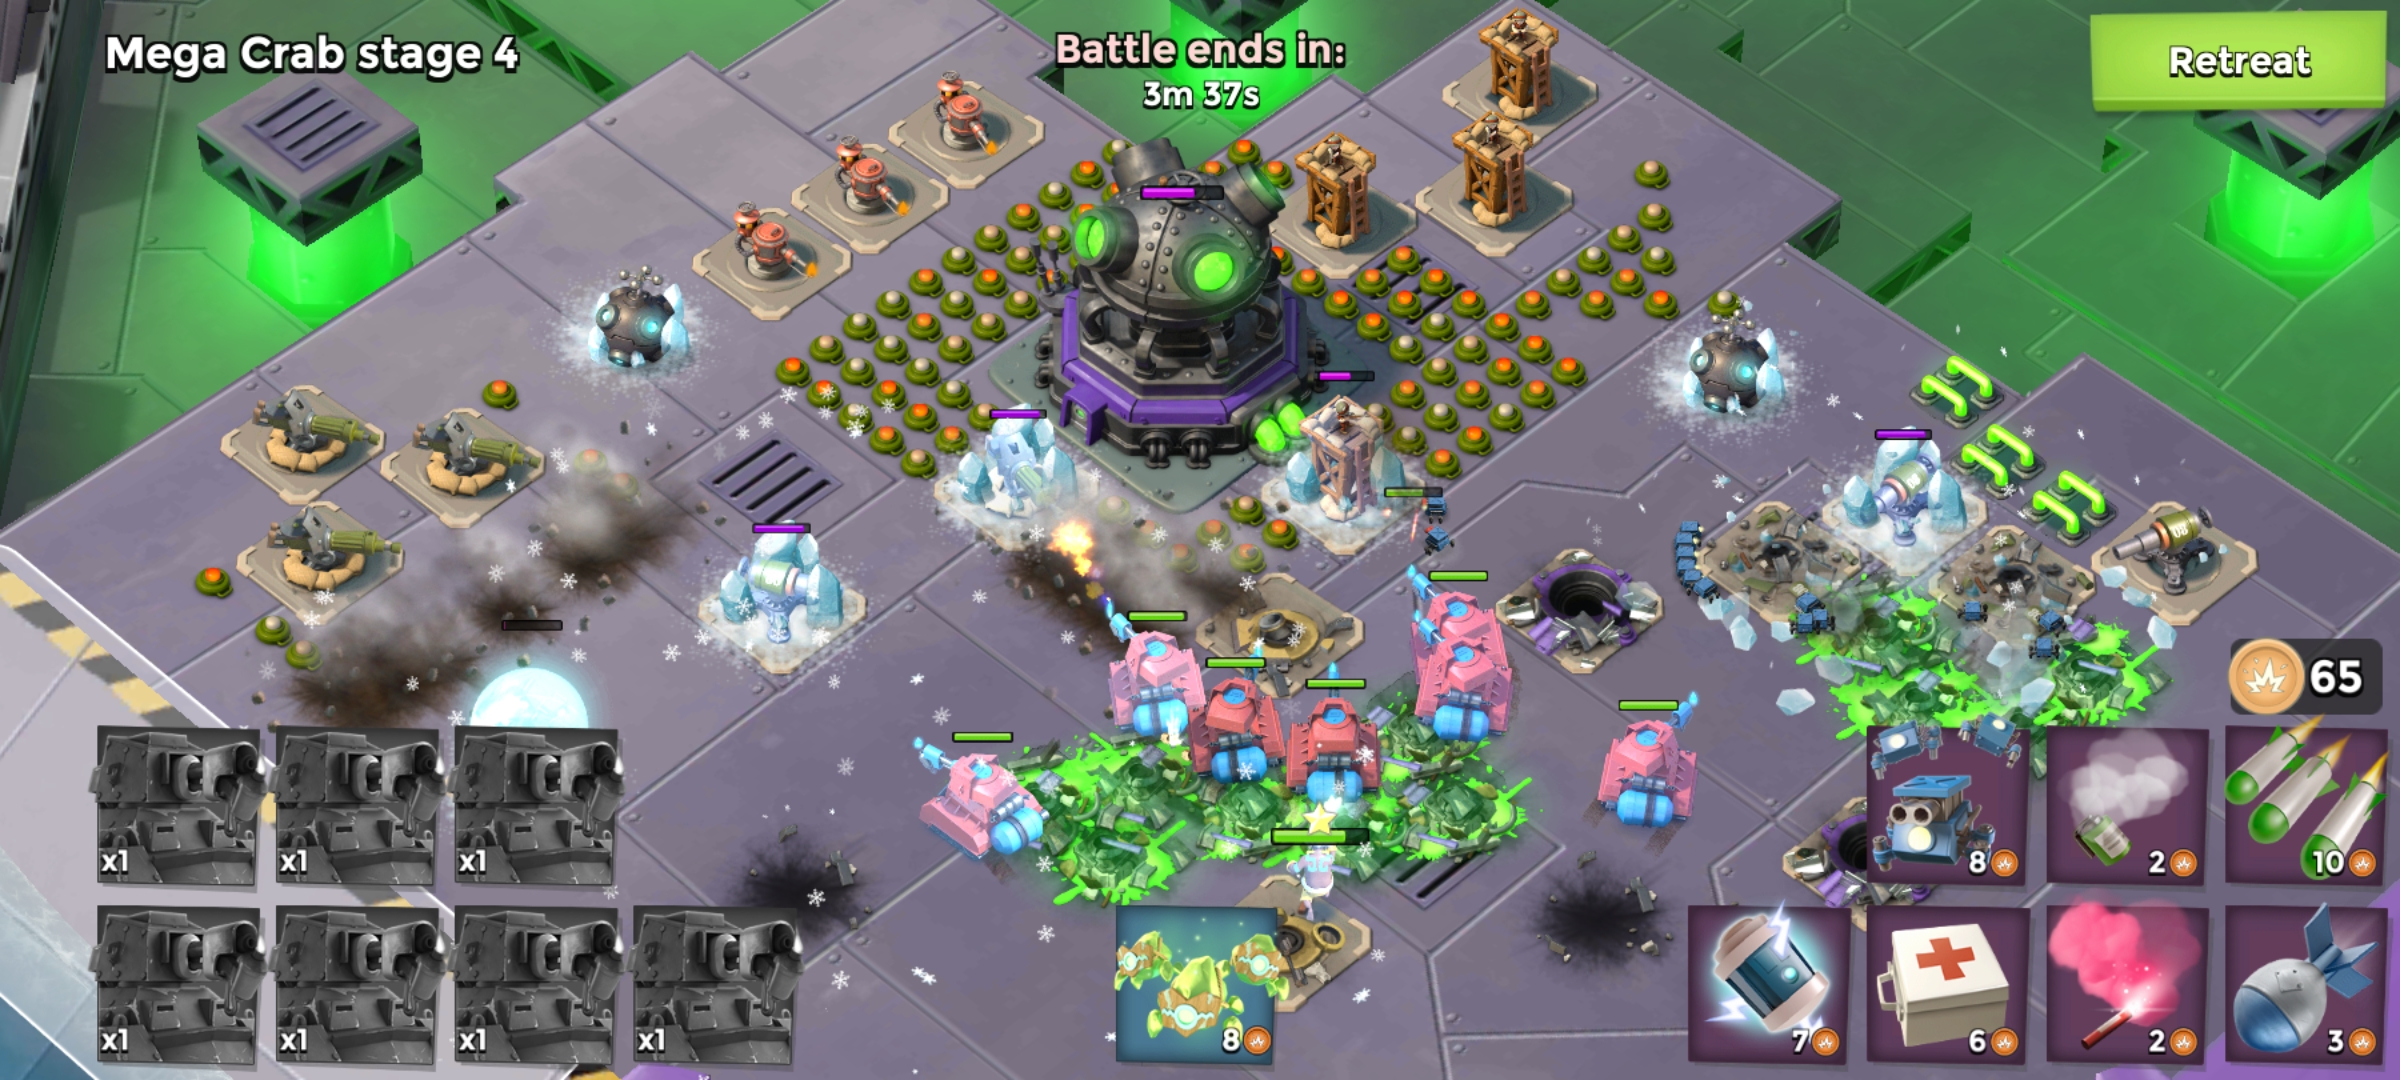 Mega Crab stage 4
Battle ends in:
3m 37s
Retreat
65
x1
x1
x1
8
2
10
x1
x1
x1
x1
8
7
6
2
3